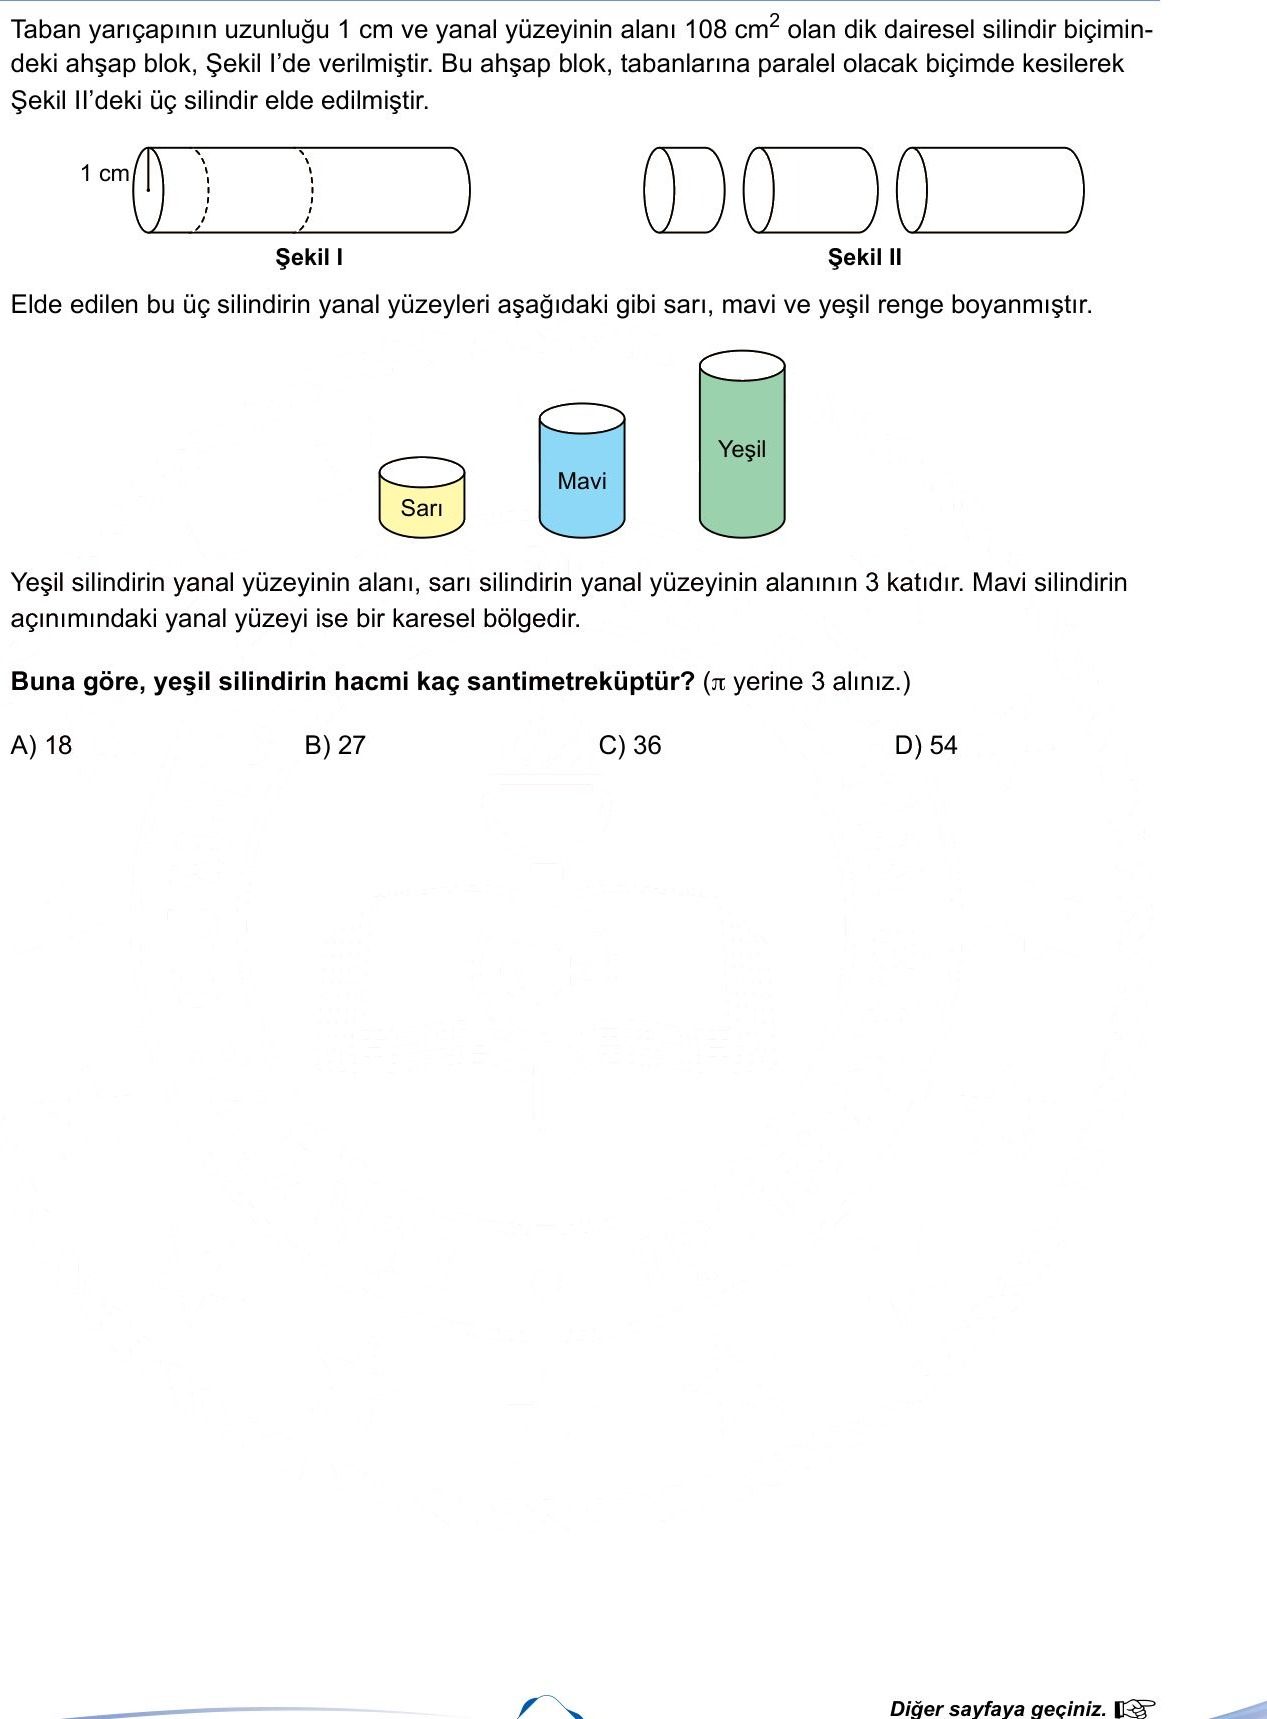 Taban yarıçapının uzunluğu 1 cm ve yanal yüzeyinin alanı 108 cm² olan dik dairesel silindir biçimin-
deki ahşap blok, Şekil I’de verilmiştir. Bu ahşap blok, tabanlarına paralel olacak biçimde kesilerek
Şekil II’deki üç silindir elde edilmiştir.
1 cm
Şekil I
Şekil II
Elde edilen bu üç silindirin yanal yüzeyleri aşağıdaki gibi sarı, mavi ve yeşil renge boyanmıştır.
Sarı
Mavi
Yeşil
Yeşil silindirin yanal yüzeyinin alanı, sarı silindirin yanal yüzeyinin alanının 3 katıdır. Mavi silindirin
açınımındaki yanal yüzeyi ise bir karesel bölgedir.
Buna göre, yeşil silindirin hacmi kaç santimetreküptür? (π yerine 3 alınız.)
A) 18 B) 27 C) 36 D) 54
Diğer sayfaya geçiniz.